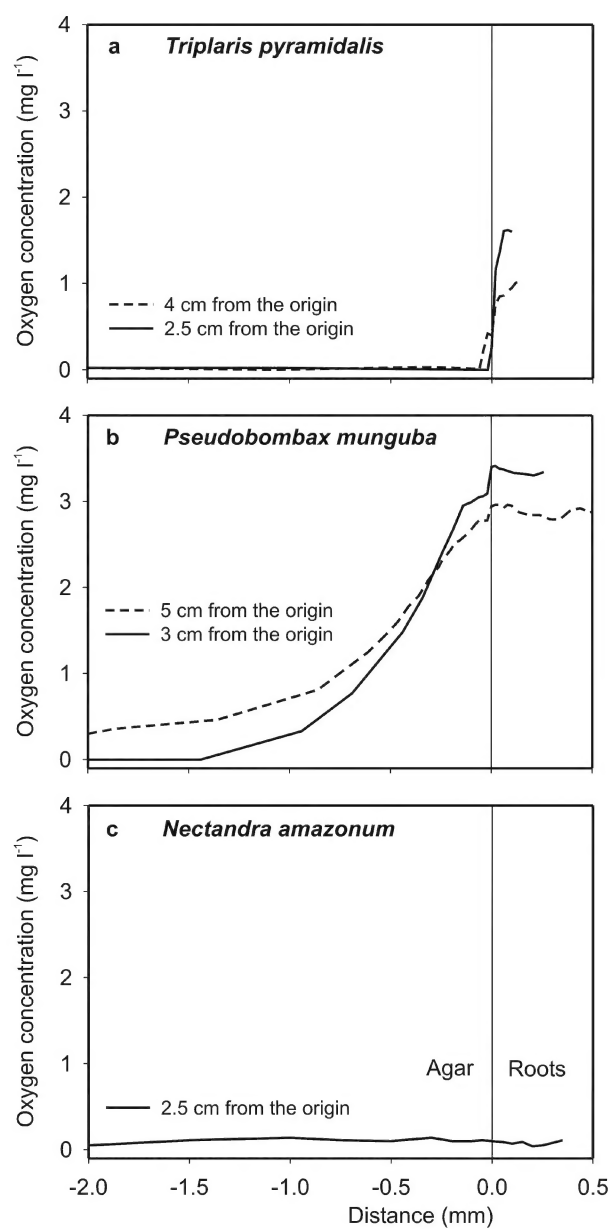 a Triplaris pyramidalis
Oxygen concentration (mg l⁻¹)
4
3
2
1
0
4 cm from the origin
2.5 cm from the origin
b Pseudobombax munguba
Oxygen concentration (mg l⁻¹)
4
3
2
1
0
5 cm from the origin
3 cm from the origin
c Nectandra amazonum
Oxygen concentration (mg l⁻¹)
4
3
2
1
0
Agar Roots
2.5 cm from the origin
-2.0 -1.5 -1.0 -0.5 0.0 0.5
Distance (mm)